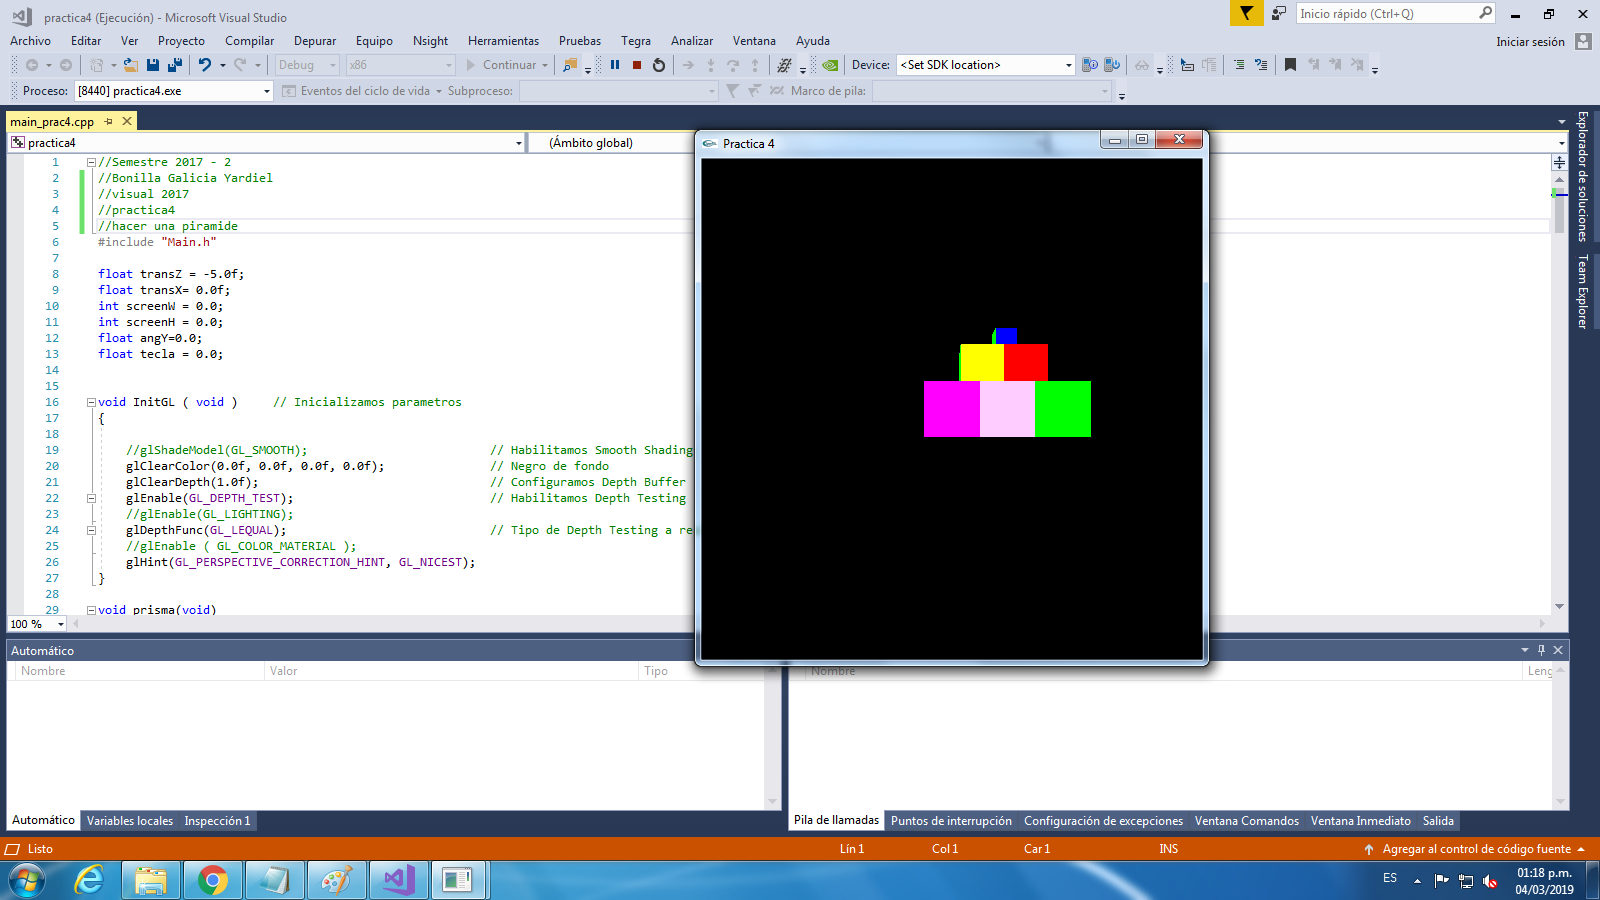 practica4 (Ejecución) - Microsoft Visual Studio
Inicio rápido (Ctrl+Q)
Archivo Editar Ver Proyecto Compilar Depurar Equipo Nsight Herramientas Pruebas Tegra Analizar Ventana Ayuda
Iniciar sesión
Debug x86 Continuar Device: <Set SDK location>
Proceso: [8440] practica4.exe Eventos del ciclo de vida Subproceso: Marco de pila:
main_prac4.cpp
practica4 (Ámbito global)
Practica 4
Explorador de soluciones
Team Explorer
1 //Semestre 2017 - 2
2 //Bonilla Galicia Yardiel
3 //visual 2017
4 //practica4
5 //hacer una piramide
6 #include "Main.h"
7
8 float transZ = -5.0f;
9 float transX= 0.0f;
10 int screenW = 0.0;
11 int screenH = 0.0;
12 float angY=0.0;
13 float tecla = 0.0;
14
15
16 void InitGL ( void ) // Inicializamos parametros
17 {
18
19 //glShadeModel(GL_SMOOTH); // Habilitamos Smooth Shading
20 glClearColor(0.0f, 0.0f, 0.0f, 0.0f); // Negro de fondo
21 glClearDepth(1.0f); // Configuramos Depth Buffer
22 glEnable(GL_DEPTH_TEST); // Habilitamos Depth Testing
23 //glEnable(GL_LIGHTING);
24 glDepthFunc(GL_LEQUAL); // Tipo de Depth Testing a re
25 //glEnable ( GL_COLOR_MATERIAL );
26 glHint(GL_PERSPECTIVE_CORRECTION_HINT, GL_NICEST);
27 }
28
29 void prisma(void)
100 %
Automático
Nombre Valor Tipo
Nombre Leng
Automático Variables locales Inspección 1
Pila de llamadas Puntos de interrupción Configuración de excepciones Ventana Comandos Ventana Inmediato Salida
Listo Lín 1 Col 1 Car 1 INS Agregar al control de código fuente
ES
01:18 p.m.
04/03/2019